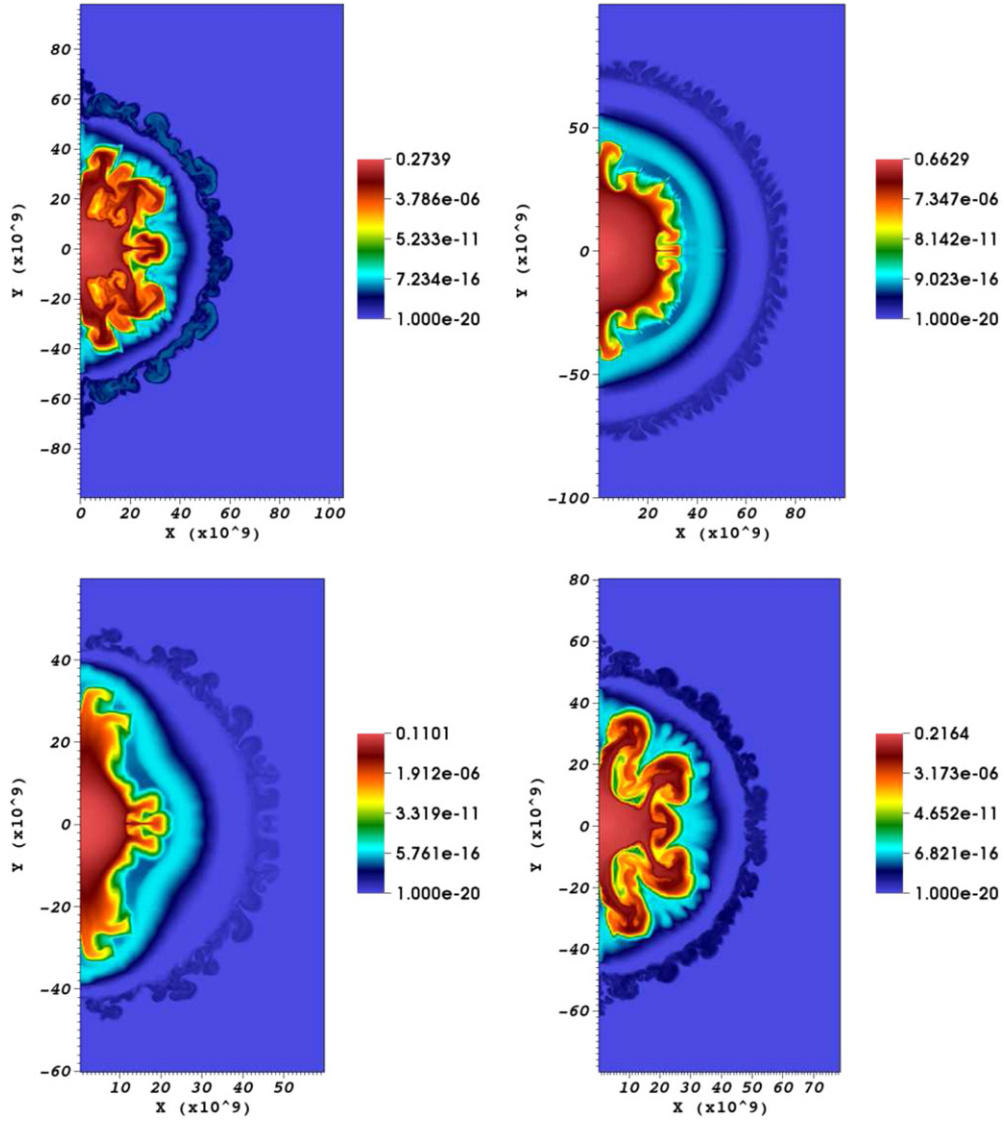 80
60
40
20
0
-20
-40
-60
-80
Y (x10^9)
0 20 40 60 80 100
X (x10^9)
0.2739
3.786e-06
5.233e-11
7.234e-16
1.000e-20
50
0
-50
-100
Y (x10^9)
20 40 60 80
X (x10^9)
0.6629
7.347e-06
8.142e-11
9.023e-16
1.000e-20
40
20
0
-20
-40
-60
Y (x10^9)
10 20 30 40 50
X (x10^9)
0.1101
1.912e-06
3.319e-11
5.761e-16
1.000e-20
80
60
40
20
0
-20
-40
-60
Y (x10^9)
10 20 30 40 50 60 70
X (x10^9)
0.2164
3.173e-06
4.652e-11
6.821e-16
1.000e-20